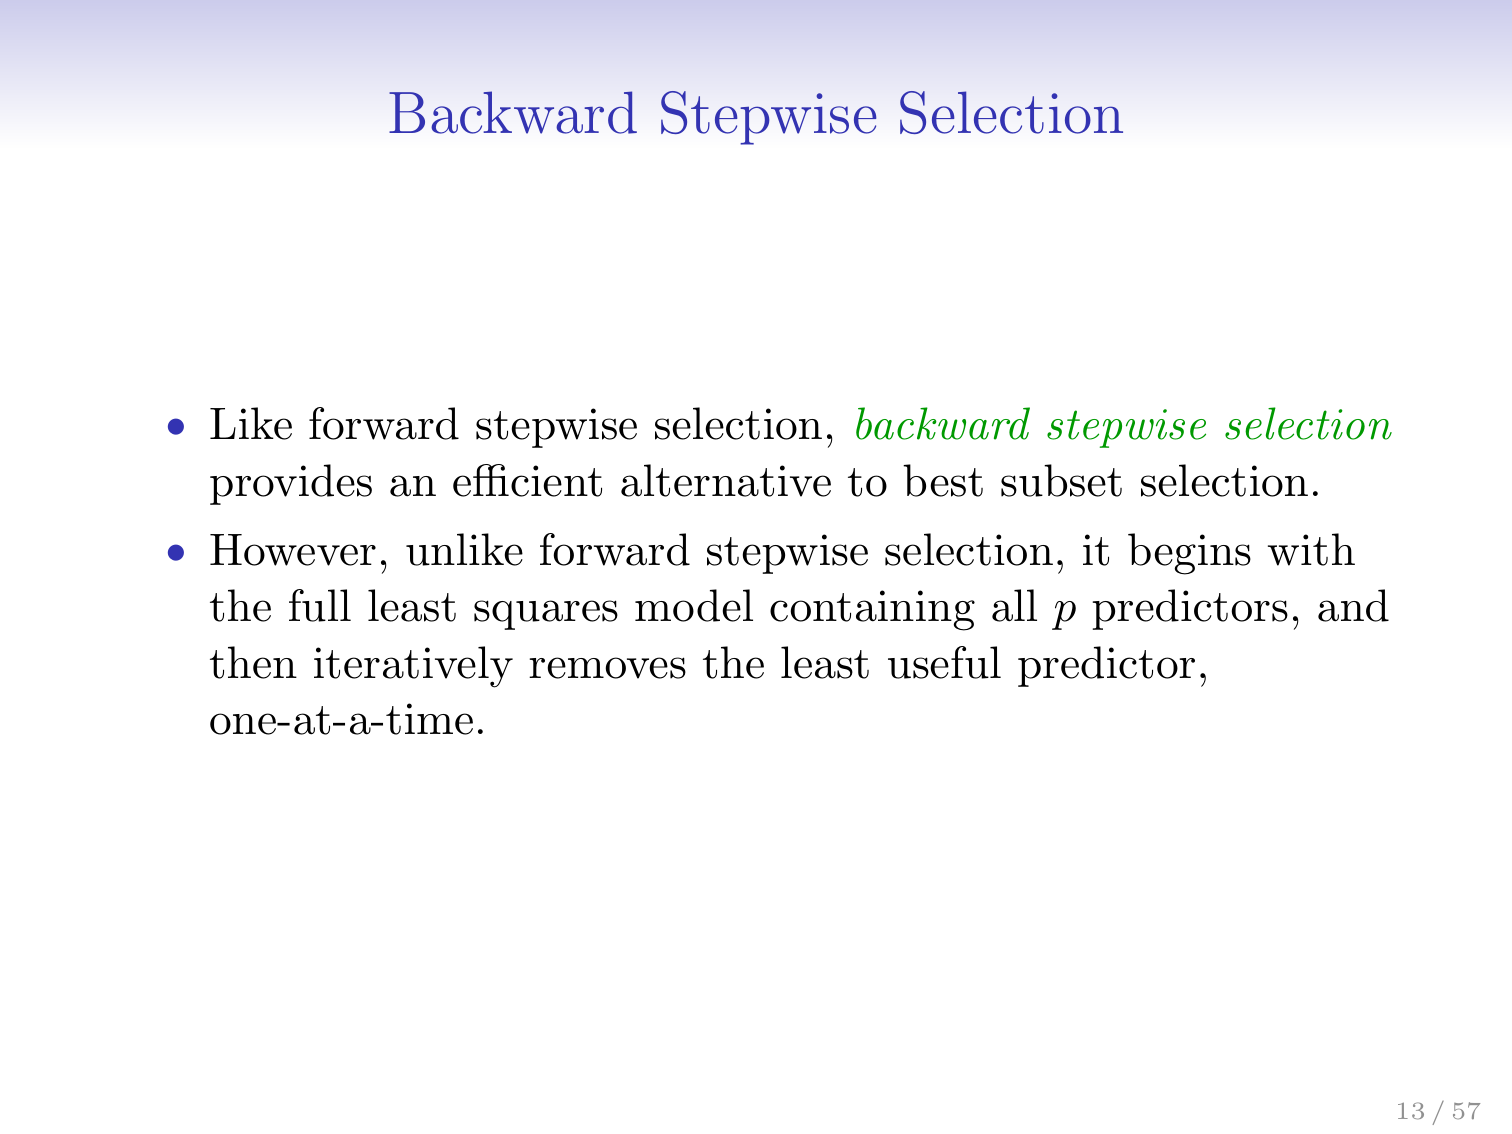 Backward Stepwise Selection
• Like forward stepwise selection, backward stepwise selection
provides an efficient alternative to best subset selection.
• However, unlike forward stepwise selection, it begins with
the full least squares model containing all p predictors, and
then iteratively removes the least useful predictor,
one-at-a-time.
13 / 57